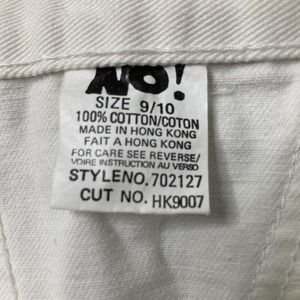 NO!
SIZE 9/10
100% COTTON/COTON
MADE IN HONG KONG
FAIT A HONG KONG
FOR CARE SEE REVERSE/
VOIRE INSTRUCTION AU VERSO
STYLENO. 702127
CUT NO. HK9007